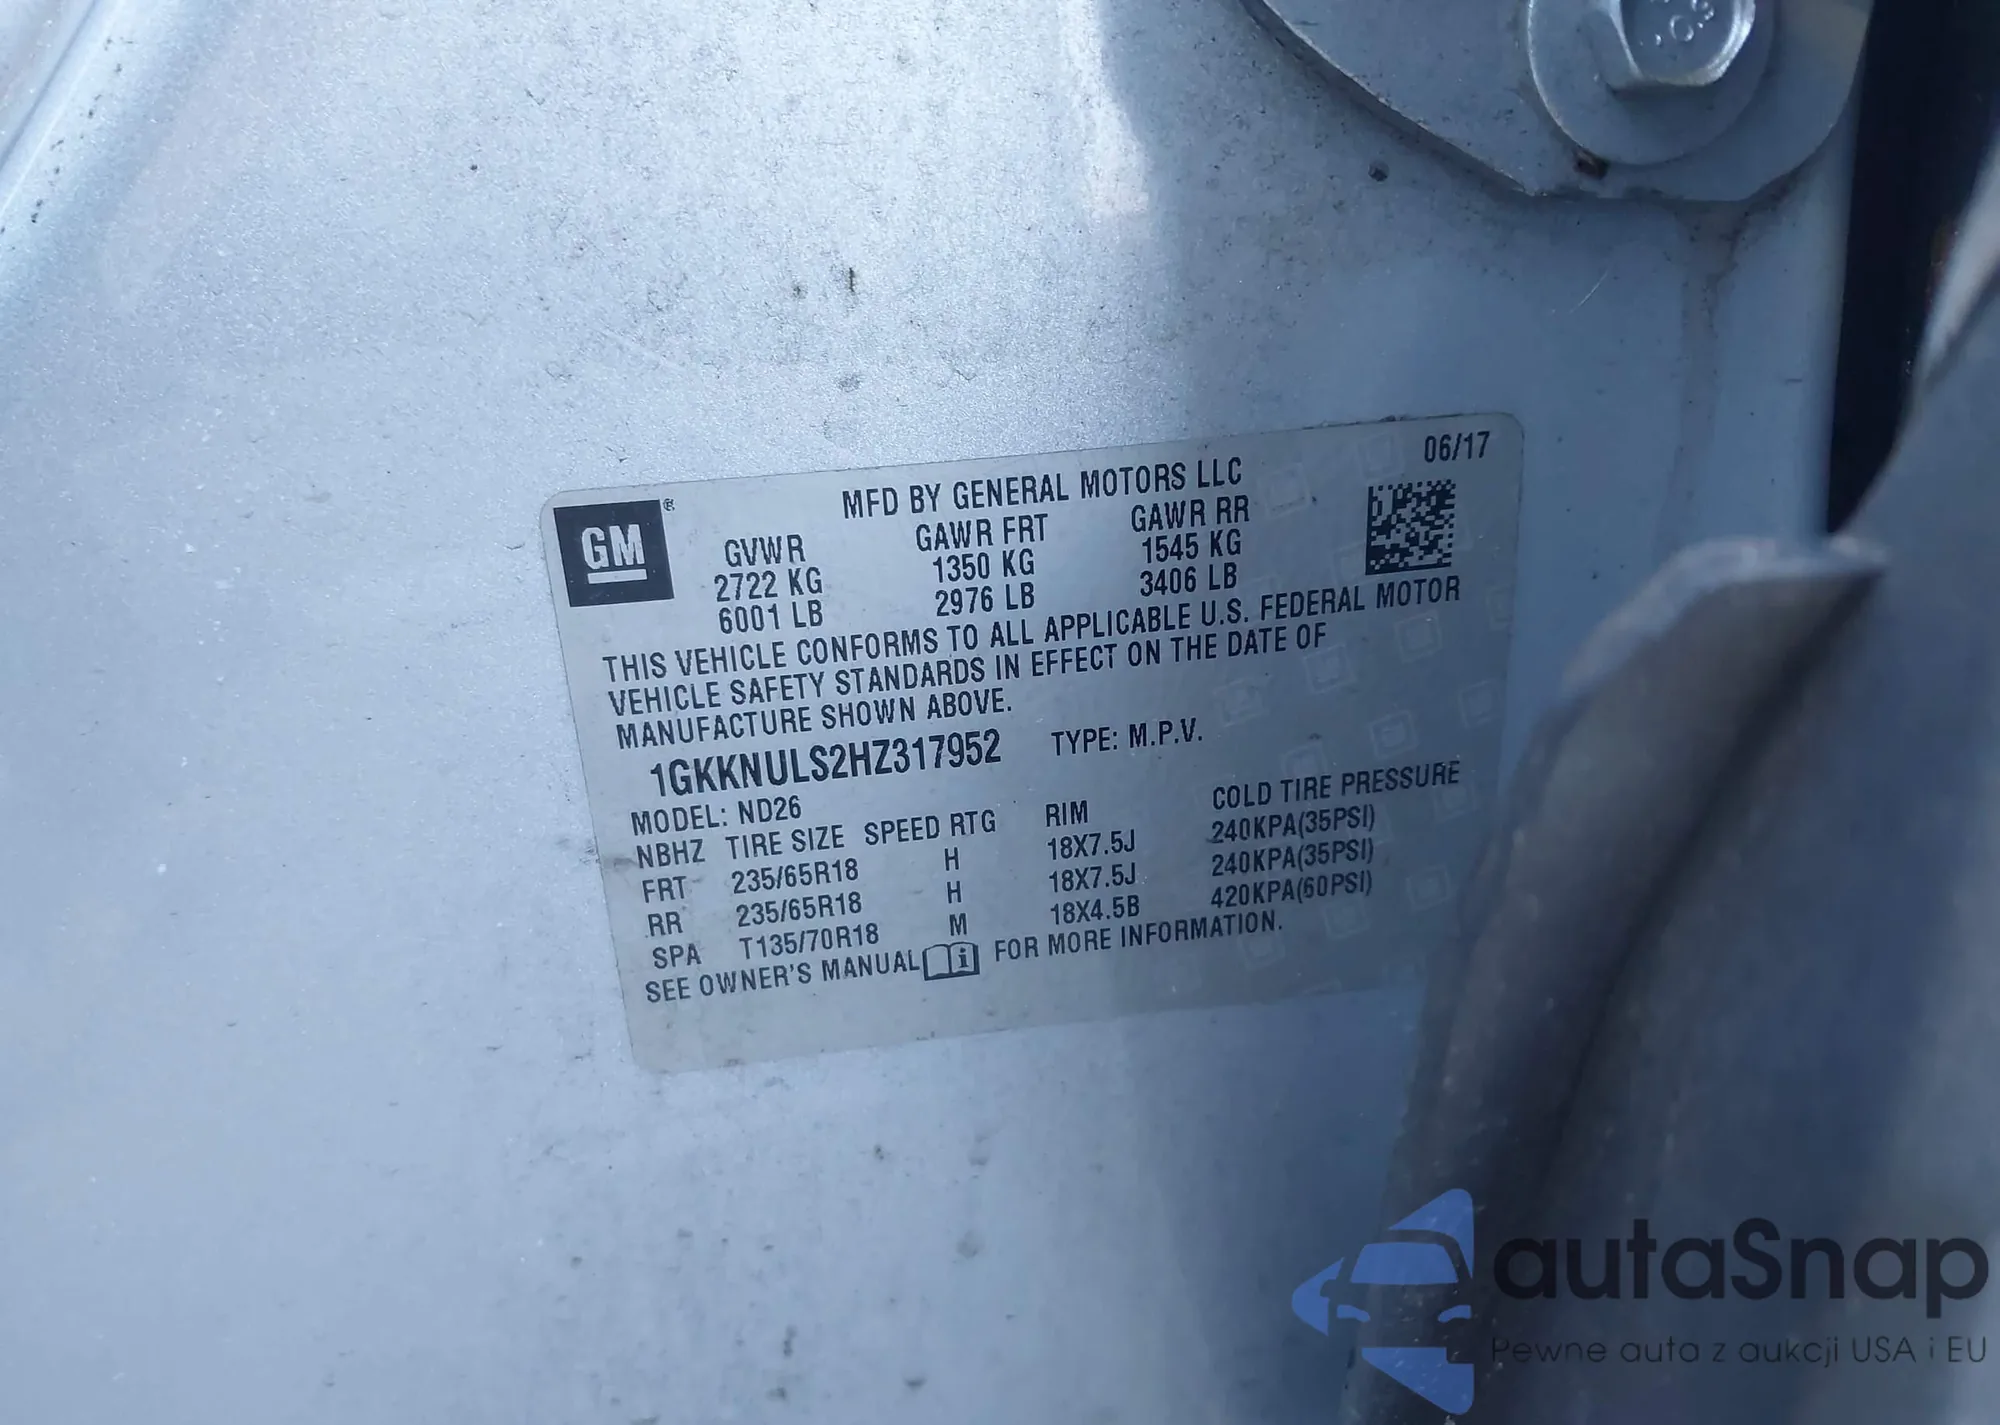 06/17
MFD BY GENERAL MOTORS LLC
GM ®
GVWR GAWR FRT GAWR RR
2722 KG 1350 KG 1545 KG
6001 LB 2976 LB 3406 LB
THIS VEHICLE CONFORMS TO ALL APPLICABLE U.S. FEDERAL MOTOR
VEHICLE SAFETY STANDARDS IN EFFECT ON THE DATE OF
MANUFACTURE SHOWN ABOVE.
1GKKNULS2HZ317952 TYPE: M.P.V.
MODEL: ND26
NBHZ TIRE SIZE SPEED RTG RIM COLD TIRE PRESSURE
FRT 235/65R18 H 18X7.5J 240KPA(35PSI)
RR 235/65R18 H 18X7.5J 240KPA(35PSI)
SPA T135/70R18 M 18X4.5B 420KPA(60PSI)
SEE OWNER'S MANUAL i FOR MORE INFORMATION.
autaSnap
Pewne auta z aukcji USA i EU